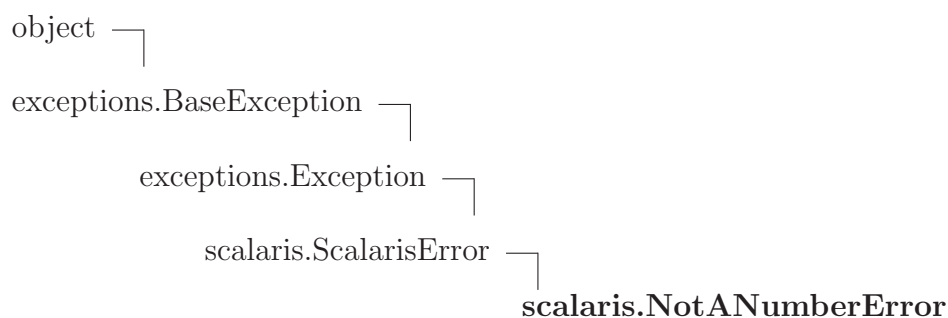 object
exceptions.BaseException
exceptions.Exception
scalaris.ScalarisError
scalaris.NotANumberError